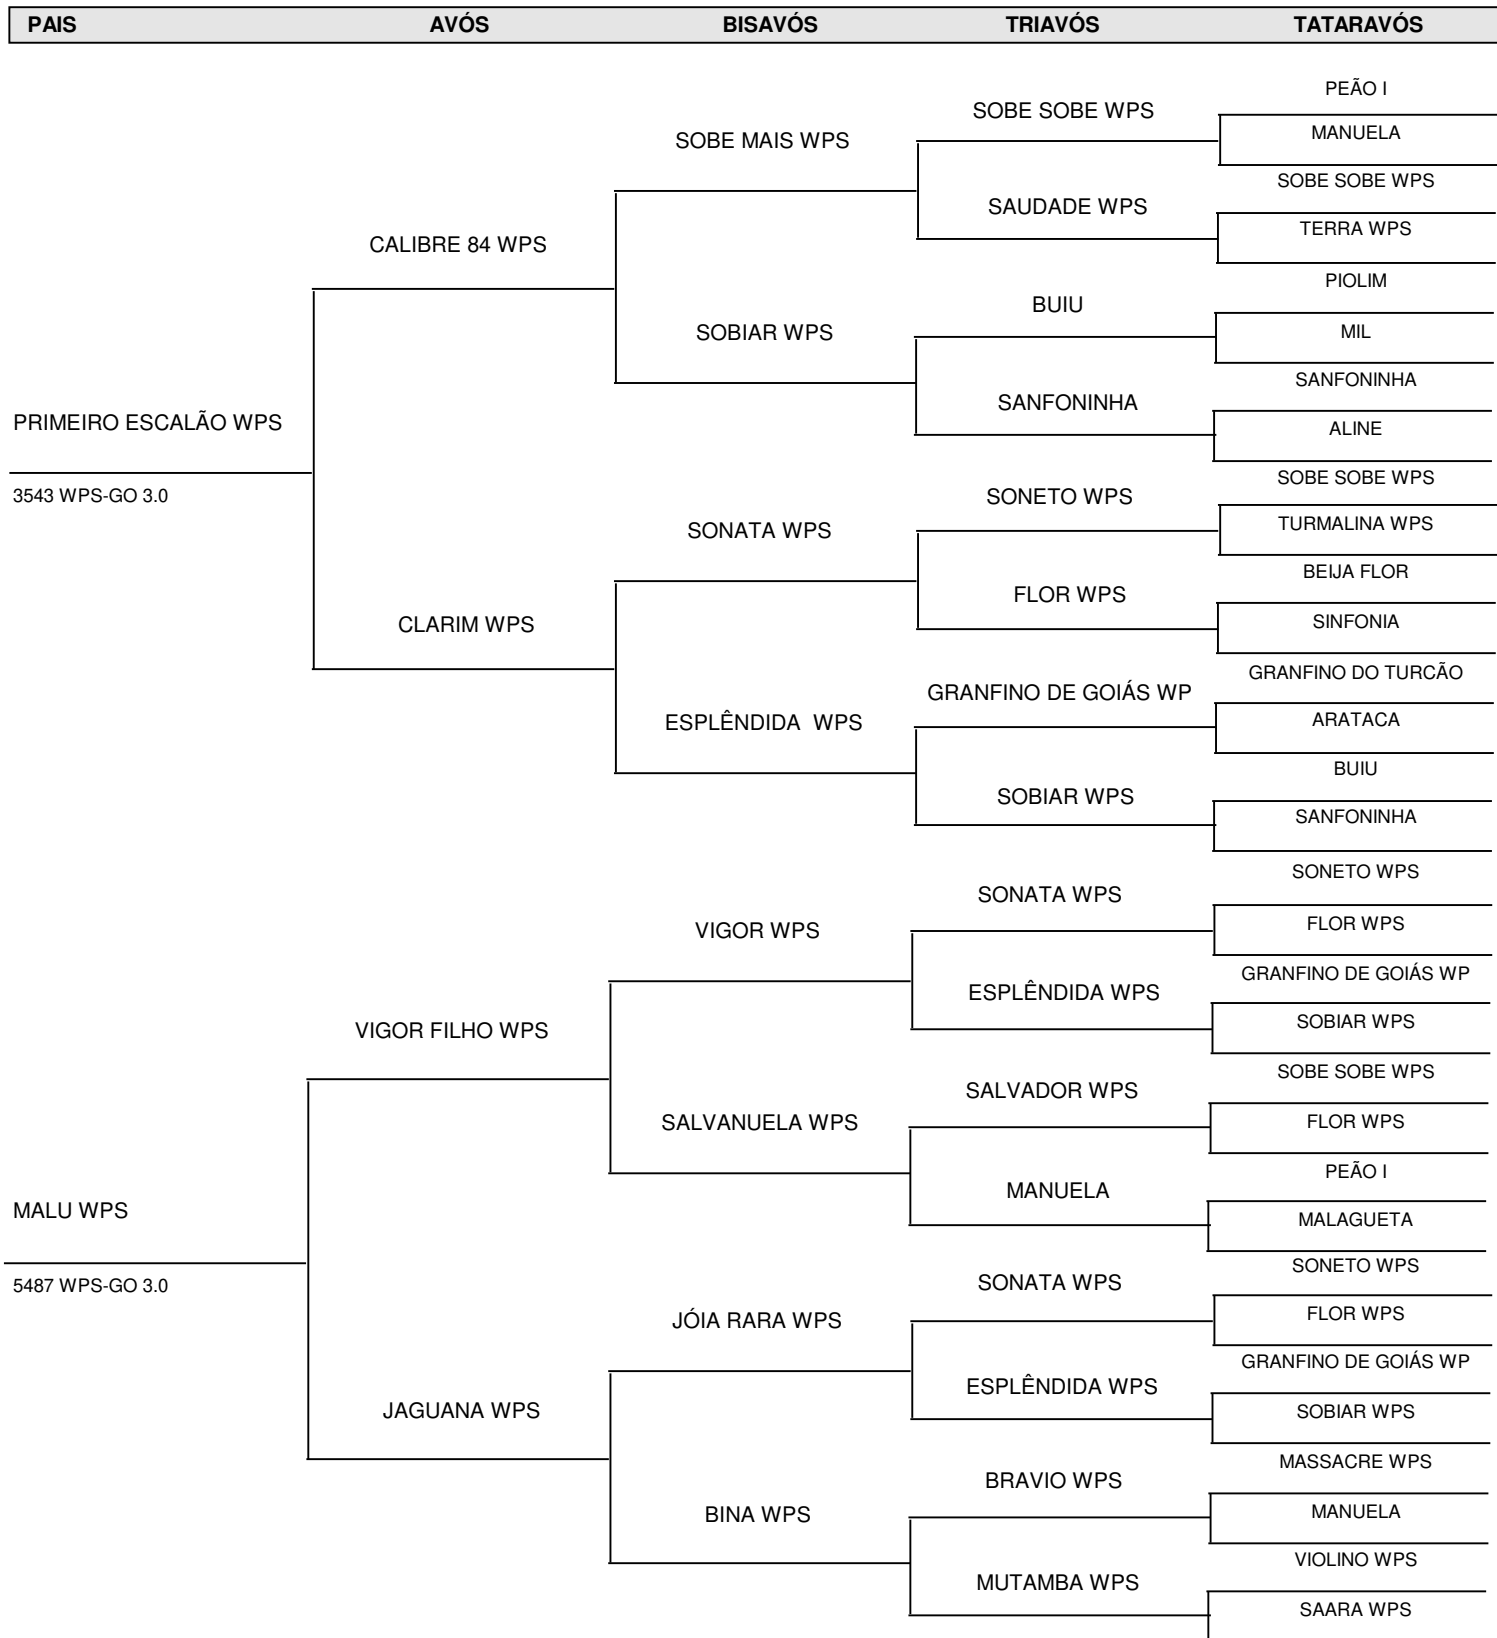 PAIS AVÓS BISAVÓS TRIAVÓS TATARAVÓS
PEÃO I
SOBE SOBE WPS
MANUELA
SOBE MAIS WPS
SOBE SOBE WPS
SAUDADE WPS
TERRA WPS
CALIBRE 84 WPS
PIOLIM
BUIU
MIL
SOBIAR WPS
SANFONINHA
SANFONINHA
PRIMEIRO ESCALÃO WPS
ALINE
SOBE SOBE WPS
3543 WPS-GO 3.0
SONETO WPS
TURMALINA WPS
SONATA WPS
BEIJA FLOR
FLOR WPS
SINFONIA
CLARIM WPS
GRANFINO DO TURCÃO
GRANFINO DE GOIÁS WP
ARATACA
ESPLÊNDIDA  WPS
BUIU
SOBIAR WPS
SANFONINHA
SONETO WPS
SONATA WPS
FLOR WPS
VIGOR WPS
GRANFINO DE GOIÁS WP
ESPLÊNDIDA WPS
SOBIAR WPS
VIGOR FILHO WPS
SOBE SOBE WPS
SALVADOR WPS
FLOR WPS
SALVANUELA WPS
PEÃO I
MANUELA
MALU WPS
MALAGUETA
SONETO WPS
SONATA WPS
5487 WPS-GO 3.0
FLOR WPS
JÓIA RARA WPS
GRANFINO DE GOIÁS WP
ESPLÊNDIDA WPS
JAGUANA WPS
SOBIAR WPS
MASSACRE WPS
BRAVIO WPS
MANUELA
BINA WPS
VIOLINO WPS
MUTAMBA WPS
SAARA WPS